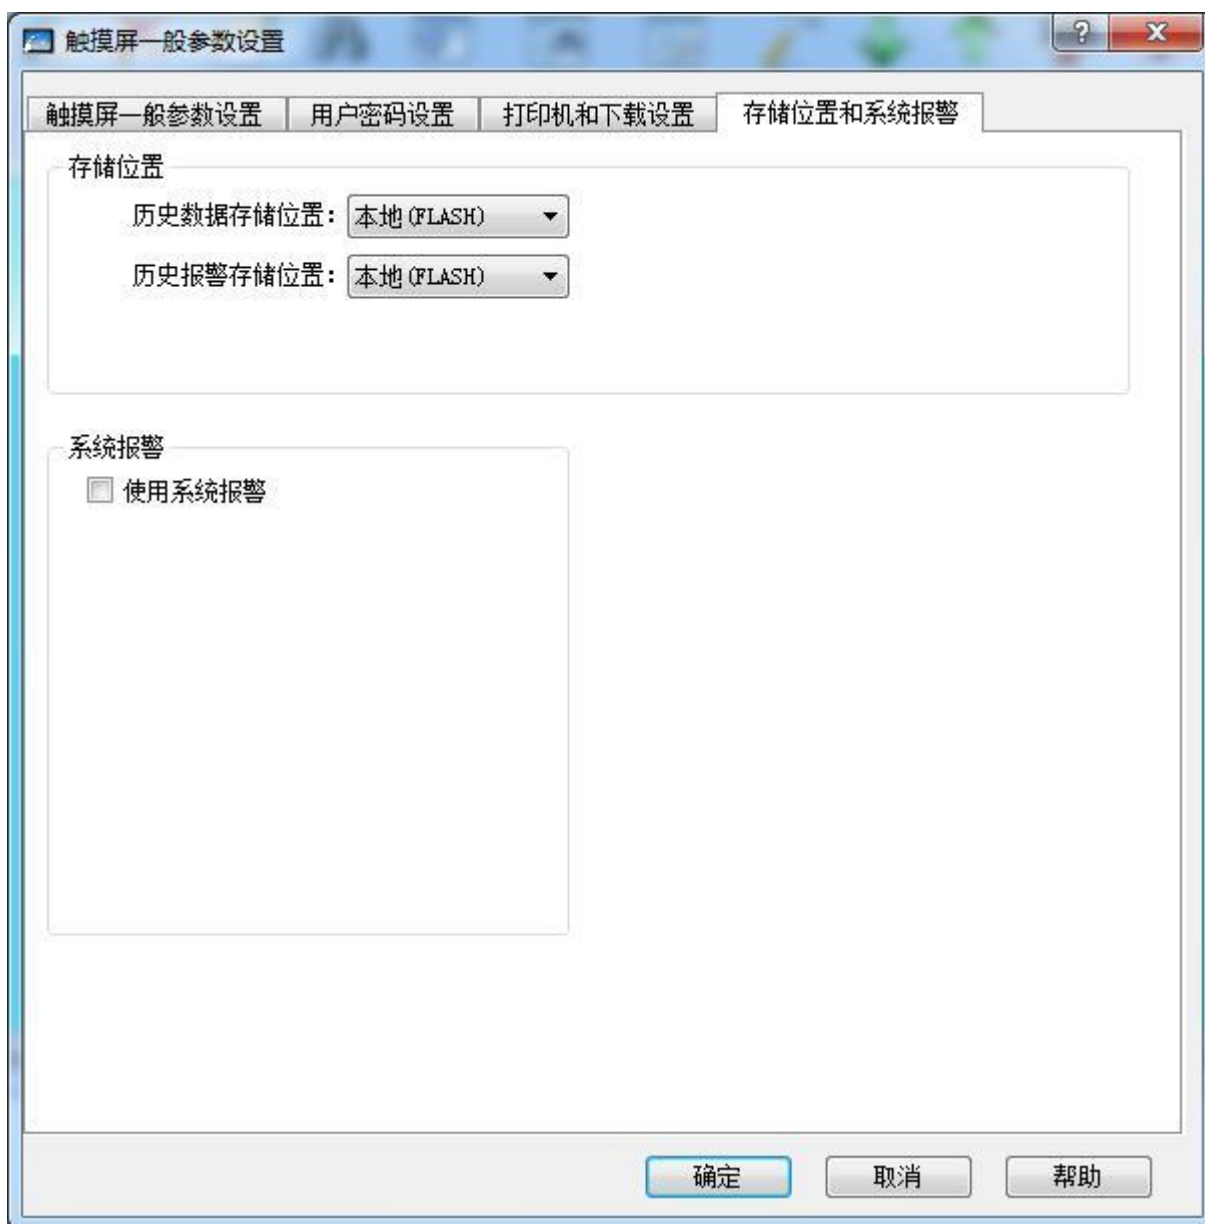 触摸屏一般参数设置
?
触摸屏一般参数设置 用户密码设置 打印机和下载设置 存储位置和系统报警
存储位置
历史数据存储位置: 本地(FLASH)
历史报警存储位置: 本地(FLASH)
系统报警
使用系统报警
确定 取消 帮助